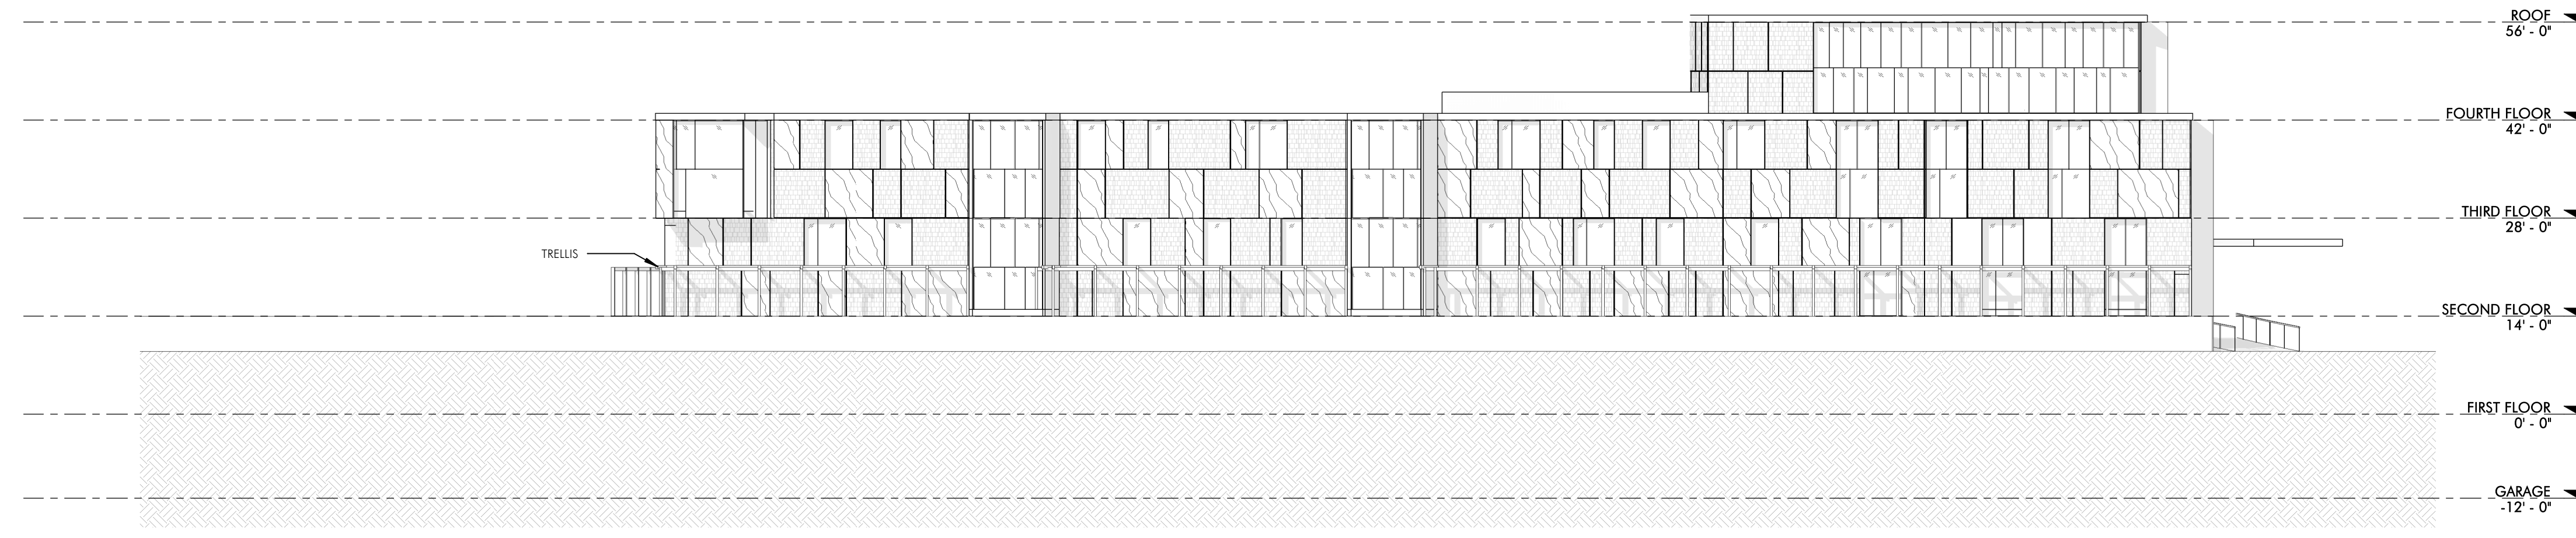 ROOF
56' - 0"
FOURTH FLOOR
42' - 0"
THIRD FLOOR
28' - 0"
TRELLIS
SECOND FLOOR
14' - 0"
FIRST FLOOR
0' - 0"
GARAGE
-12' - 0"